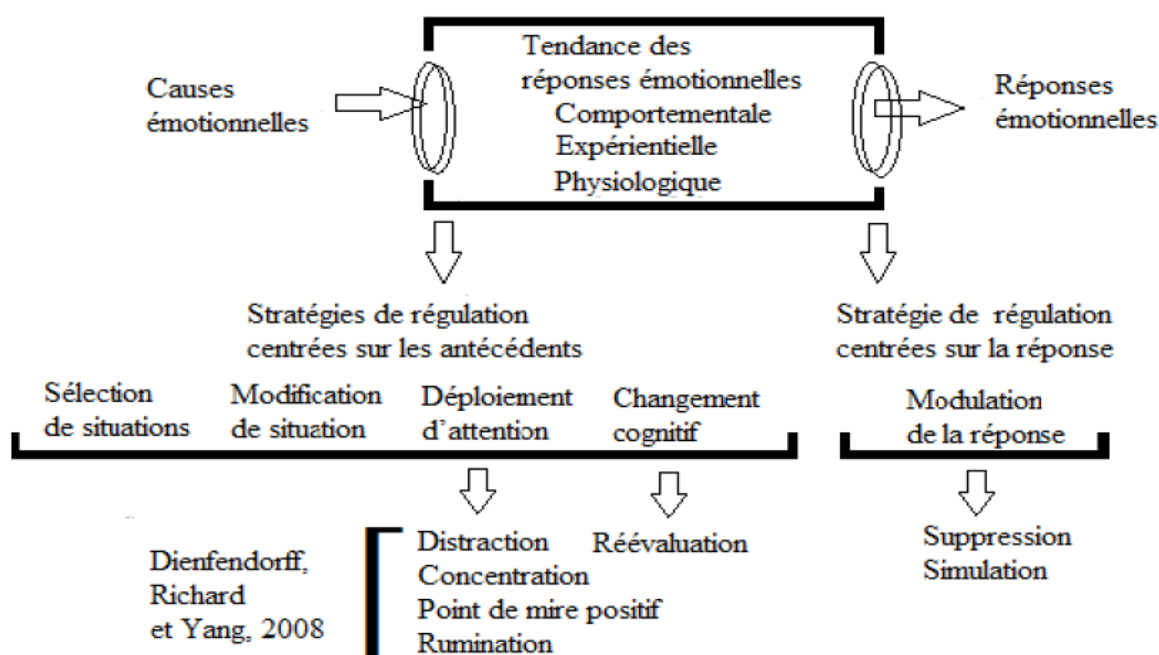 Tendance des
réponses émotionnelles
Comportementale
Expérientielle
Physiologique
Causes
émotionnelles
Réponses
émotionnelles
Stratégies de régulation
centrées sur les antécédents
Stratégie de régulation
centrées sur la réponse
Sélection
de situations
Modification
de situation
Déploiement
d'attention
Changement
cognitif
Modulation
de la réponse
Dienfendorff,
Richard
et Yang, 2008
Distraction
Concentration
Point de mire positif
Rumination
Réévaluation
Suppression
Simulation